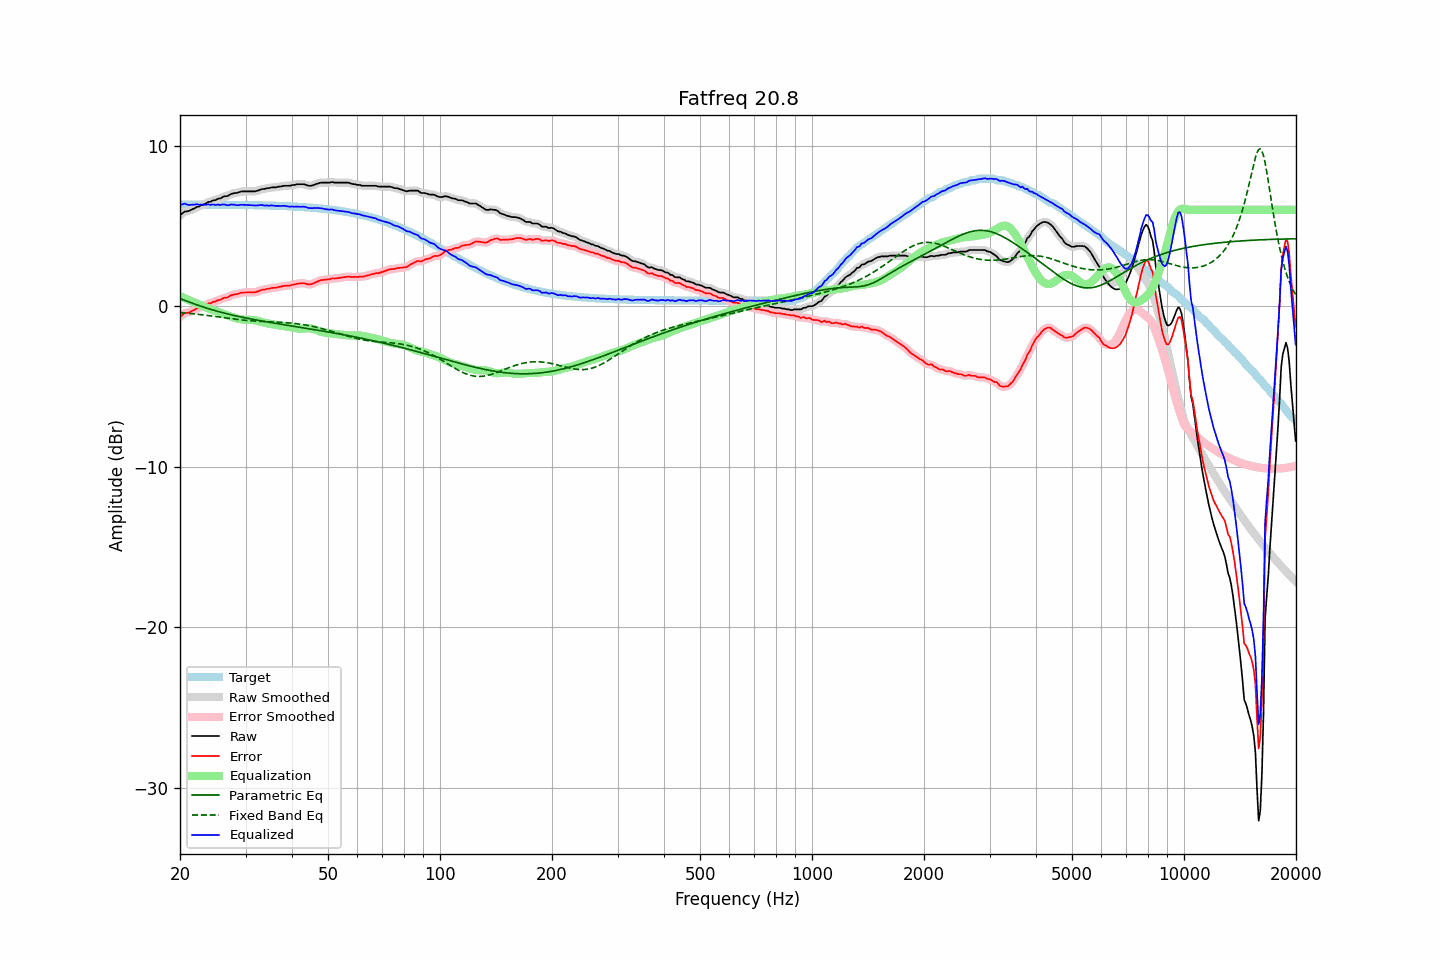 Fatfreq 20.8
10
0
−10
−20
−30
Amplitude (dBr)
Target
Raw Smoothed
Error Smoothed
Raw
Error
Equalization
Parametric Eq
Fixed Band Eq
Equalized
20 50 100 200 500 1000 2000 5000 10000 20000
Frequency (Hz)